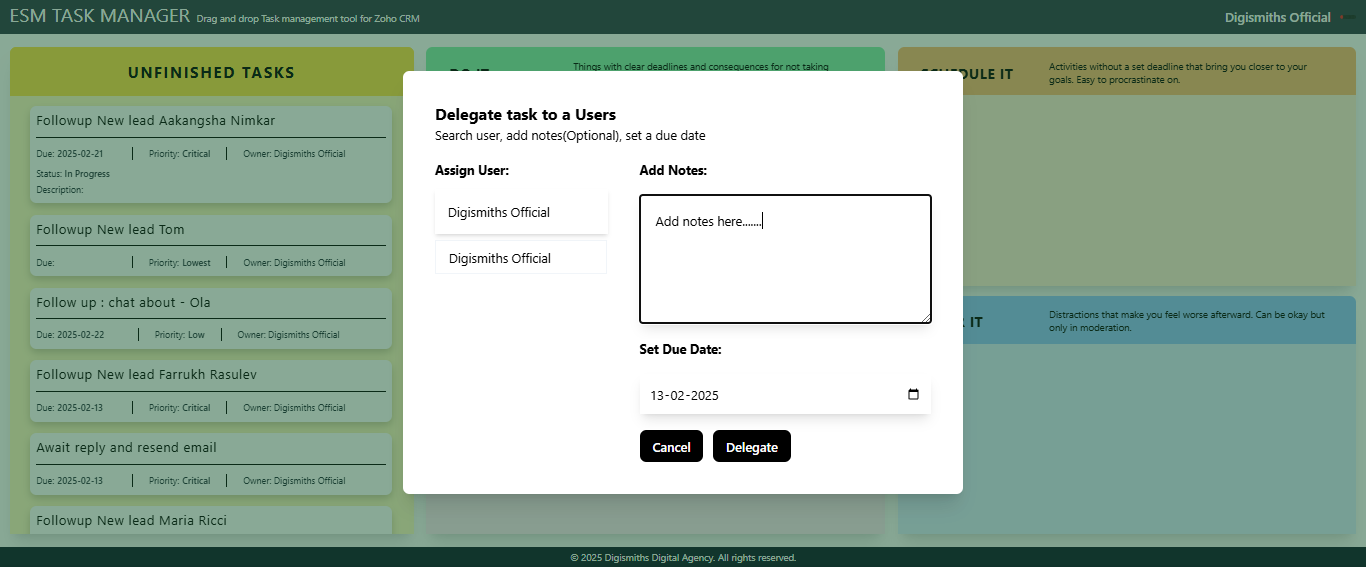 ESM TASK MANAGER Drag and drop Task management tool for Zoho CRM
Digismiths Official
UNFINISHED TASKS
Followup New lead Aakangsha Nimkar
Due: 2025-02-21 Priority: Critical Owner: Digismiths Official
Status: In Progress
Description:
Followup New lead Tom
Due: Priority: Lowest Owner: Digismiths Official
Follow up : chat about - Ola
Due: 2025-02-22 Priority: Low Owner: Digismiths Official
Followup New lead Farrukh Rasulev
Due: 2025-02-13 Priority: Critical Owner: Digismiths Official
Await reply and resend email
Due: 2025-02-13 Priority: Critical Owner: Digismiths Official
Followup New lead Maria Ricci
Things with clear deadlines and consequences for not taking
Activities without a set deadline that bring you closer to your
goals. Easy to procrastinate on.
IT
Distractions that make you feel worse afterward. Can be okay but
only in moderation.
Delegate task to a Users
Search user, add notes(Optional), set a due date
Assign User:
Digismiths Official
Digismiths Official
Add Notes:
Add notes here.......
Set Due Date:
13-02-2025
Cancel
Delegate
© 2025 Digismiths Digital Agency. All rights reserved.